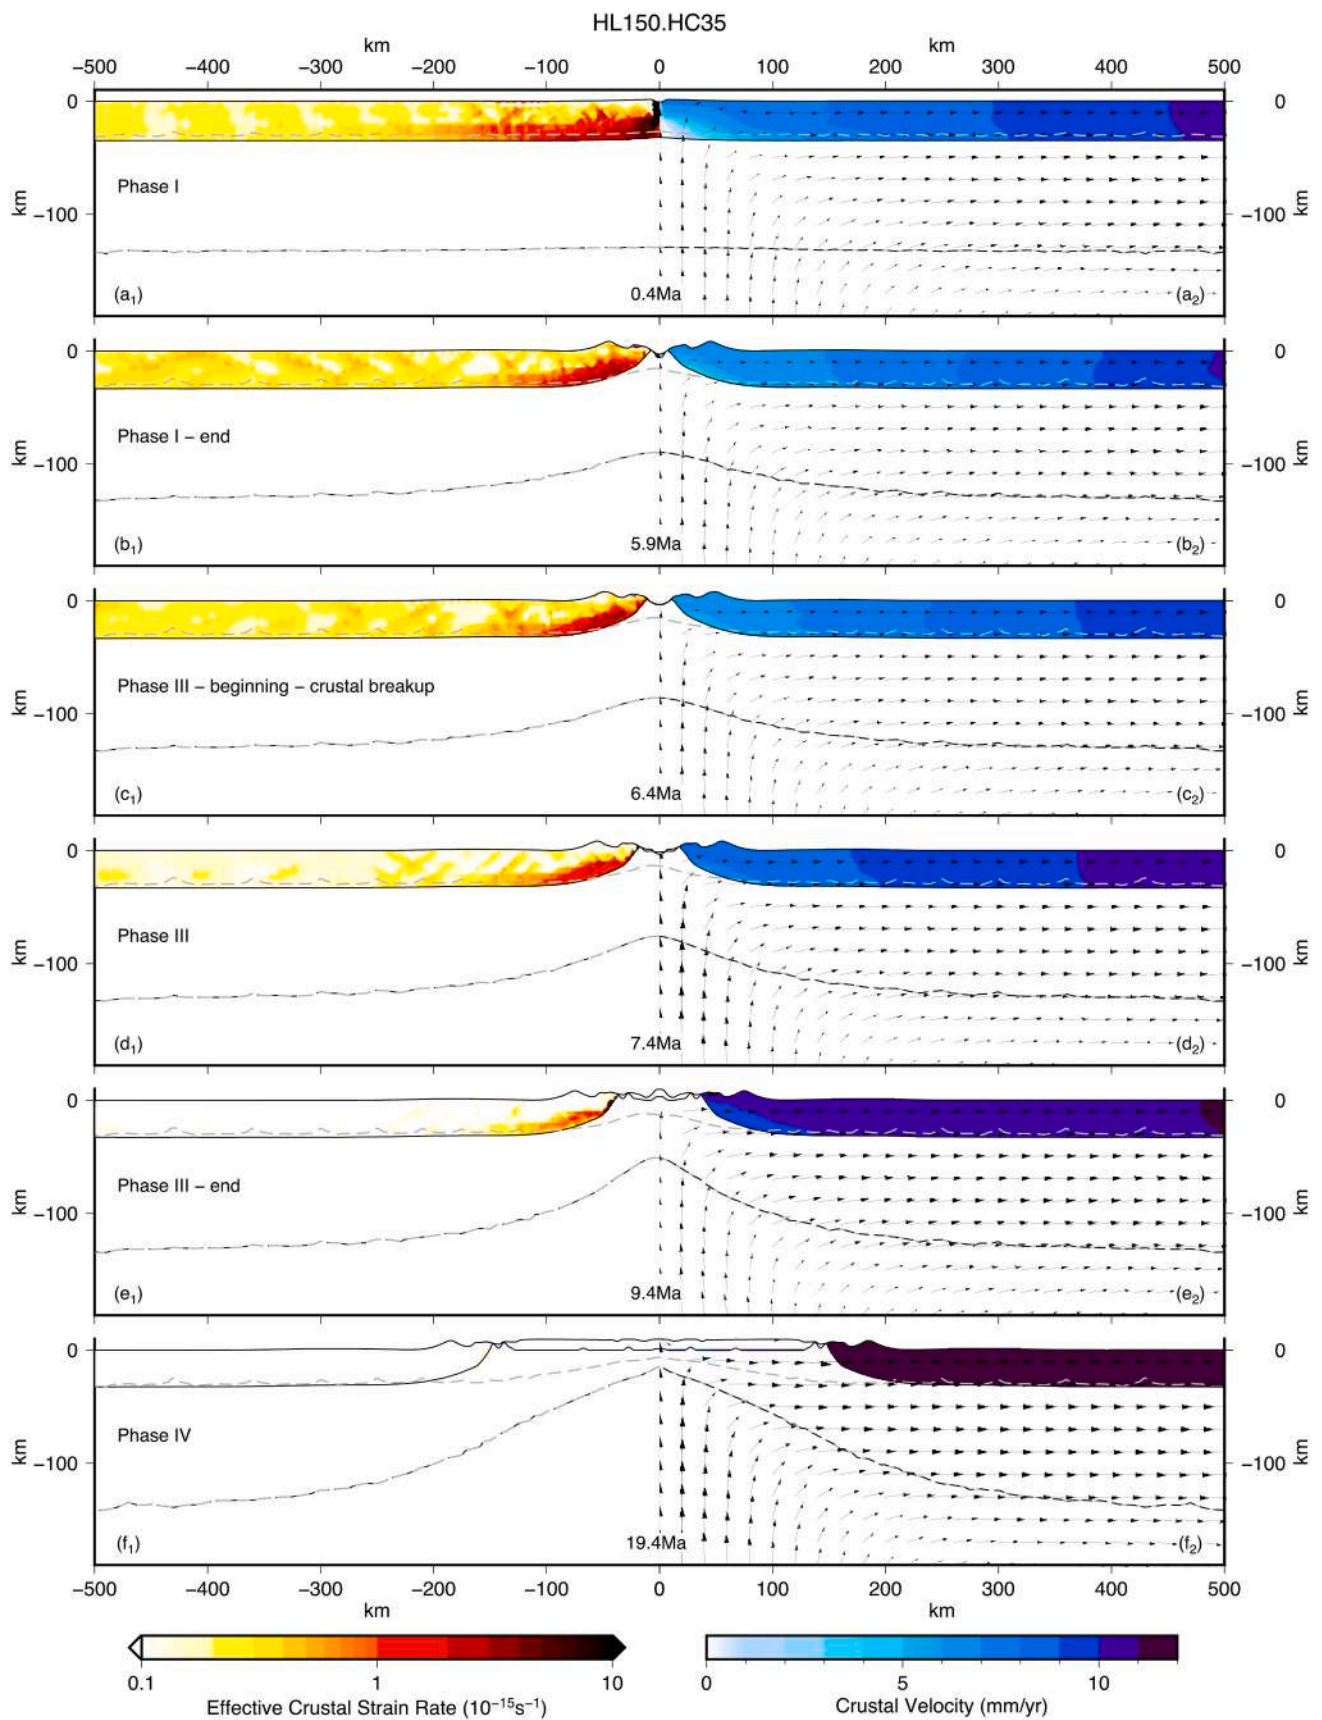 HL150.HC35
km km
−500 −400 −300 −200 −100 0 100 200 300 400 500
0 0
Phase I
km −100 −100 km
(a1) 0.4Ma (a2)
0 0
Phase I − end
km −100 −100 km
(b1) 5.9Ma (b2)
0 0
Phase III − beginning − crustal breakup
km −100 −100 km
(c1) 6.4Ma (c2)
0 0
Phase III
km −100 −100 km
(d1) 7.4Ma (d2)
0 0
Phase III − end
km −100 −100 km
(e1) 9.4Ma (e2)
0 0
Phase IV
km −100 −100 km
(f1) 19.4Ma (f2)
−500 −400 −300 −200 −100 0 100 200 300 400 500
km km
0.1 1 10 0 5 10
Effective Crustal Strain Rate (10⁻¹⁵s⁻¹) Crustal Velocity (mm/yr)